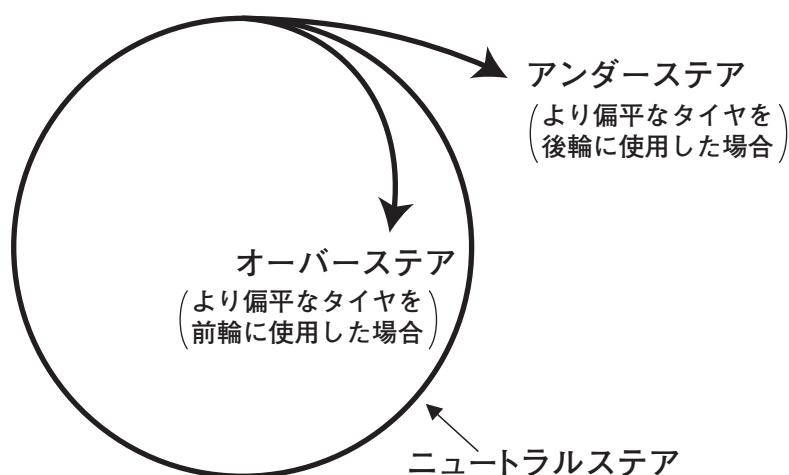 アンダーステア
(より偏平なタイヤを
後輪に使用した場合)
オーバーステア
(より偏平なタイヤを
前輪に使用した場合)
ニュートラルステア